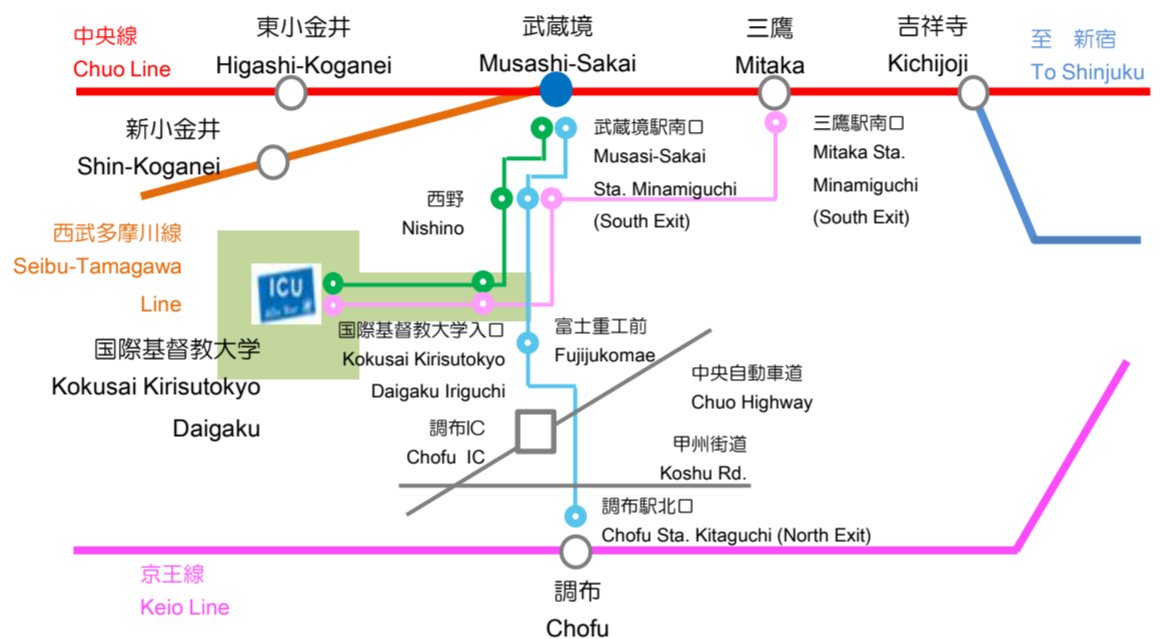 中央線
Chuo Line
東小金井
Higashi-Koganei
武蔵境
Musashi-Sakai
三鷹
Mitaka
吉祥寺
Kichijoji
至　新宿
To Shinjuku
新小金井
Shin-Koganei
武蔵境駅南口
Musasi-Sakai
Sta. Minamiguchi
(South Exit)
三鷹駅南口
Mitaka Sta.
Minamiguchi
(South Exit)
西野
Nishino
西武多摩川線
Seibu-Tamagawa
Line
ICU
国際基督教大学
Kokusai Kirisutokyo
Daigaku
国際基督教大学入口
Kokusai Kirisutokyo
Daigaku Iriguchi
富士重工前
Fujijukomae
中央自動車道
Chuo Highway
調布IC
Chofu IC
甲州街道
Koshu Rd.
調布駅北口
Chofu Sta. Kitaguchi (North Exit)
京王線
Keio Line
調布
Chofu